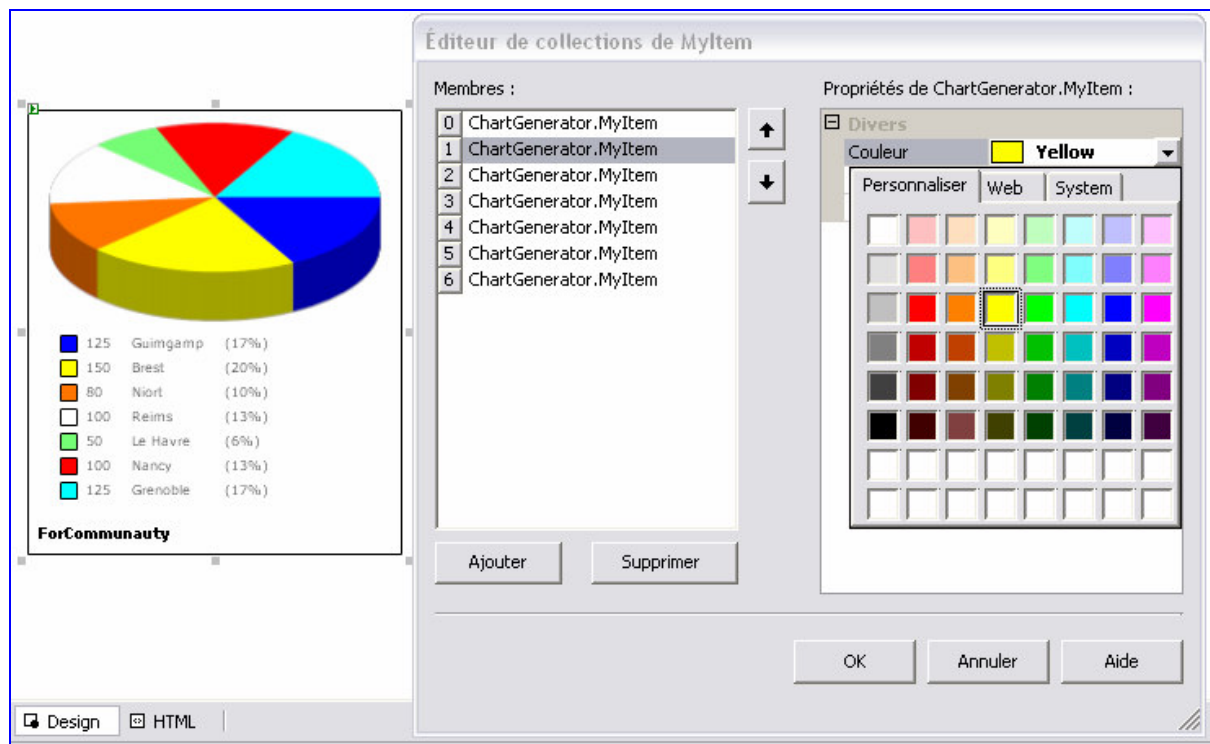 125 Guimgamp (17%)
150 Brest (20%)
80 Niort (10%)
100 Reims (13%)
50 Le Havre (6%)
100 Nancy (13%)
125 Grenoble (17%)
ForCommunauty
Design HTML
Éditeur de collections de MyItem
Membres :
0 ChartGenerator.MyItem
1 ChartGenerator.MyItem
2 ChartGenerator.MyItem
3 ChartGenerator.MyItem
4 ChartGenerator.MyItem
5 ChartGenerator.MyItem
6 ChartGenerator.MyItem
Ajouter Supprimer
Propriétés de ChartGenerator.MyItem :
Divers
Couleur Yellow
Personnaliser Web System
OK Annuler Aide